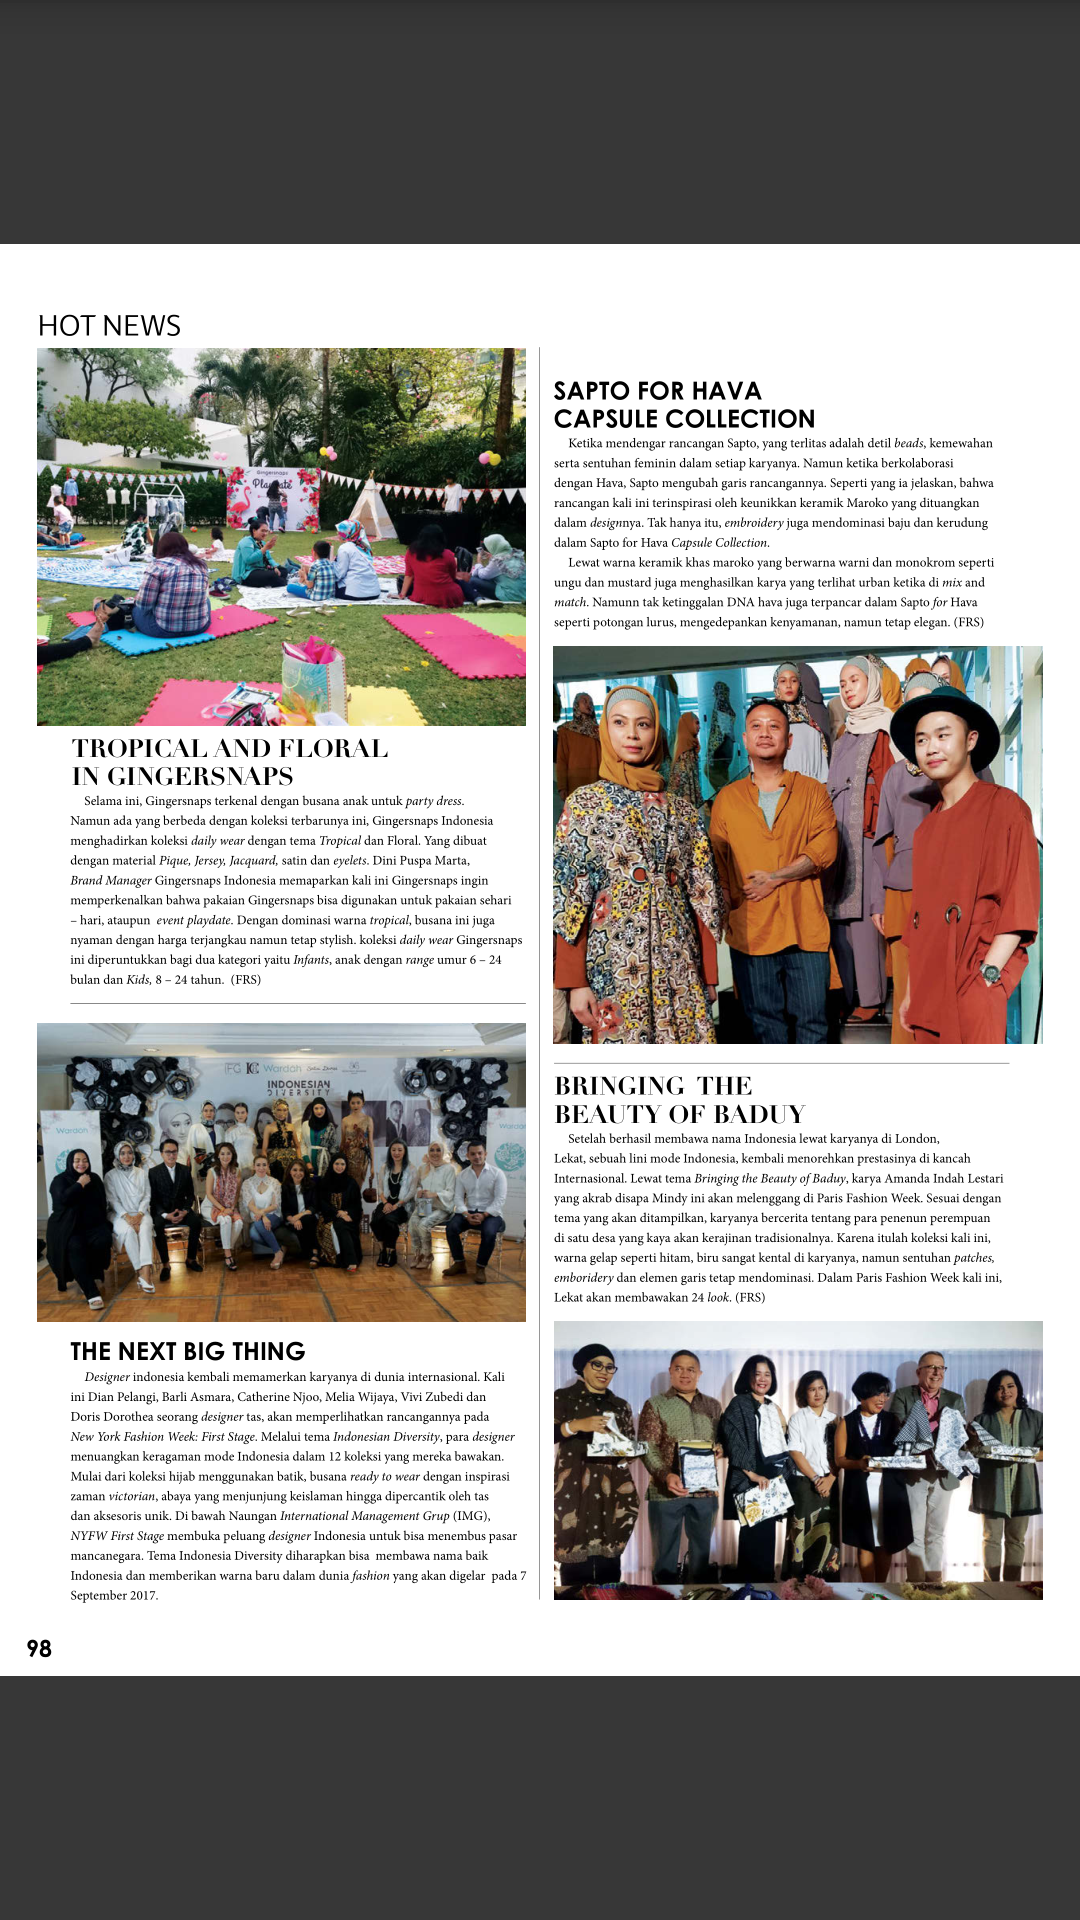 HOT NEWS
Gingersnaps
TROPICAL AND FLORAL
IN GINGERSNAPS
Selama ini, Gingersnaps terkenal dengan busana anak untuk party dress.
Namun ada yang berbeda dengan koleksi terbarunya ini, Gingersnaps Indonesia
menghadirkan koleksi daily wear dengan tema Tropical dan Floral. Yang dibuat
dengan material Pique, Jersey, Jacquard, satin dan eyelets. Dini Puspa Marta,
Brand Manager Gingersnaps Indonesia memaparkan kali ini Gingersnaps ingin
memperkenalkan bahwa pakaian Gingersnaps bisa digunakan untuk pakaian sehari
– hari, ataupun event playdate. Dengan dominasi warna tropical, busana ini juga
nyaman dengan harga terjangkau namun tetap stylish. koleksi daily wear Gingersnaps
ini diperuntukkan bagi dua kategori yaitu Infants, anak dengan range umur 6 – 24
bulan dan Kids, 8 – 24 tahun. (FRS)
Wardah
INDONESIAN
DIVERSITY
Wardah
THE NEXT BIG THING
Designer indonesia kembali memamerkan karyanya di dunia internasional. Kali
ini Dian Pelangi, Barli Asmara, Catherine Njoo, Melia Wijaya, Vivi Zubedi dan
Doris Dorothea seorang designer tas, akan memperlihatkan rancangannya pada
New York Fashion Week: First Stage. Melalui tema Indonesian Diversity, para designer
menuangkan keragaman mode Indonesia dalam 12 koleksi yang mereka bawakan.
Mulai dari koleksi hijab menggunakan batik, busana ready to wear dengan inspirasi
zaman victorian, abaya yang menjunjung keislaman hingga dipercantik oleh tas
dan aksesoris unik. Di bawah Naungan International Management Grup (IMG),
NYFW First Stage membuka peluang designer Indonesia untuk bisa menembus pasar
mancanegara. Tema Indonesia Diversity diharapkan bisa membawa nama baik
Indonesia dan memberikan warna baru dalam dunia fashion yang akan digelar pada 7
September 2017.
SAPTO FOR HAVA
CAPSULE COLLECTION
Ketika mendengar rancangan Sapto, yang terlitas adalah detil beads, kemewahan
serta sentuhan feminin dalam setiap karyanya. Namun ketika berkolaborasi
dengan Hava, Sapto mengubah garis rancangannya. Seperti yang ia jelaskan, bahwa
rancangan kali ini terinspirasi oleh keunikkan keramik Maroko yang dituangkan
dalam designnya. Tak hanya itu, embroidery juga mendominasi baju dan kerudung
dalam Sapto for Hava Capsule Collection.
Lewat warna keramik khas maroko yang berwarna warni dan monokrom seperti
ungu dan mustard juga menghasilkan karya yang terlihat urban ketika di mix and
match. Namunn tak ketinggalan DNA hava juga terpancar dalam Sapto for Hava
seperti potongan lurus, mengedepankan kenyamanan, namun tetap elegan. (FRS)
BRINGING THE
BEAUTY OF BADUY
Setelah berhasil membawa nama Indonesia lewat karyanya di London,
Lekat, sebuah lini mode Indonesia, kembali menorehkan prestasinya di kancah
Internasional. Lewat tema Bringing the Beauty of Baduy, karya Amanda Indah Lestari
yang akrab disapa Mindy ini akan melenggang di Paris Fashion Week. Sesuai dengan
tema yang akan ditampilkan, karyanya bercerita tentang para penenun perempuan
di satu desa yang kaya akan kerajinan tradisionalnya. Karena itulah koleksi kali ini,
warna gelap seperti hitam, biru sangat kental di karyanya, namun sentuhan patches,
emboridery dan elemen garis tetap mendominasi. Dalam Paris Fashion Week kali ini,
Lekat akan membawakan 24 look. (FRS)
98